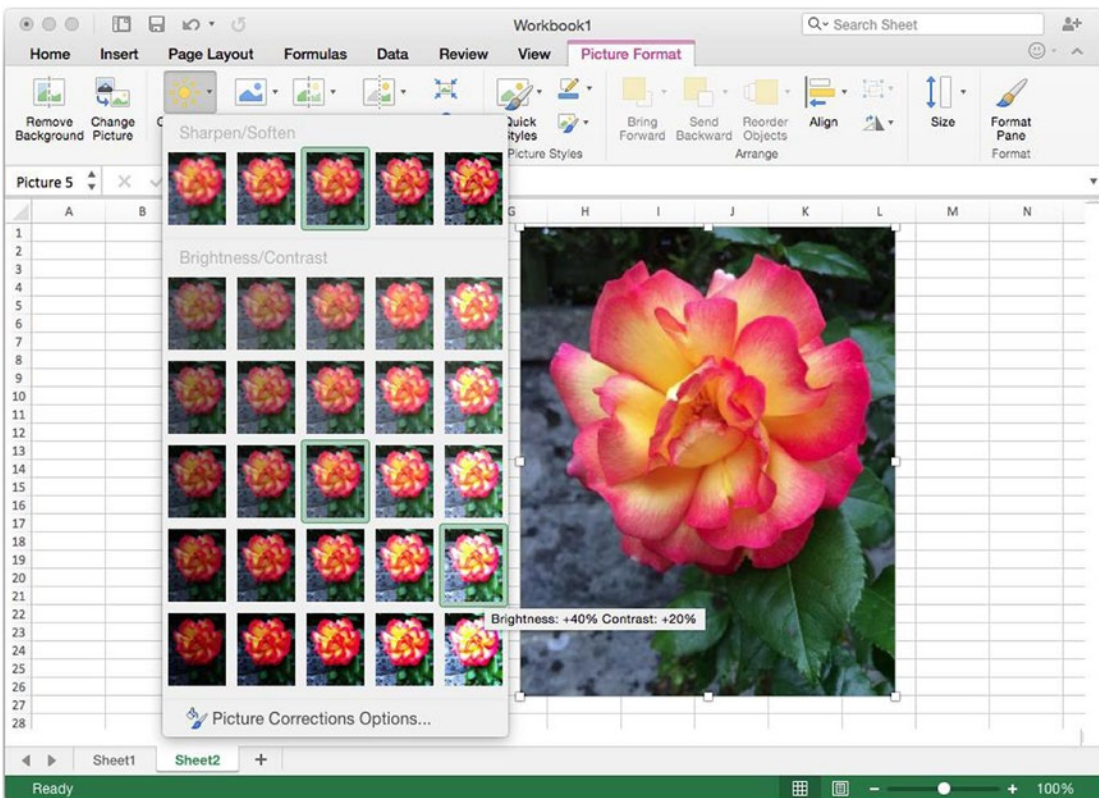 Workbook1
Search Sheet
Home Insert Page Layout Formulas Data Review View Picture Format
Remove Background
Change Picture
Quick Styles
Bring Forward
Send Backward
Reorder Objects
Align
Size
Format Pane
Picture Styles
Arrange
Format
Picture 5
Sharpen/Soften
Brightness/Contrast
Brightness: +40% Contrast: +20%
Picture Corrections Options...
A B G H I J K L M N
1
2
3
4
5
6
7
8
9
10
11
12
13
14
15
16
17
18
19
20
21
22
23
24
25
26
27
28
Sheet1 Sheet2 +
Ready
100%